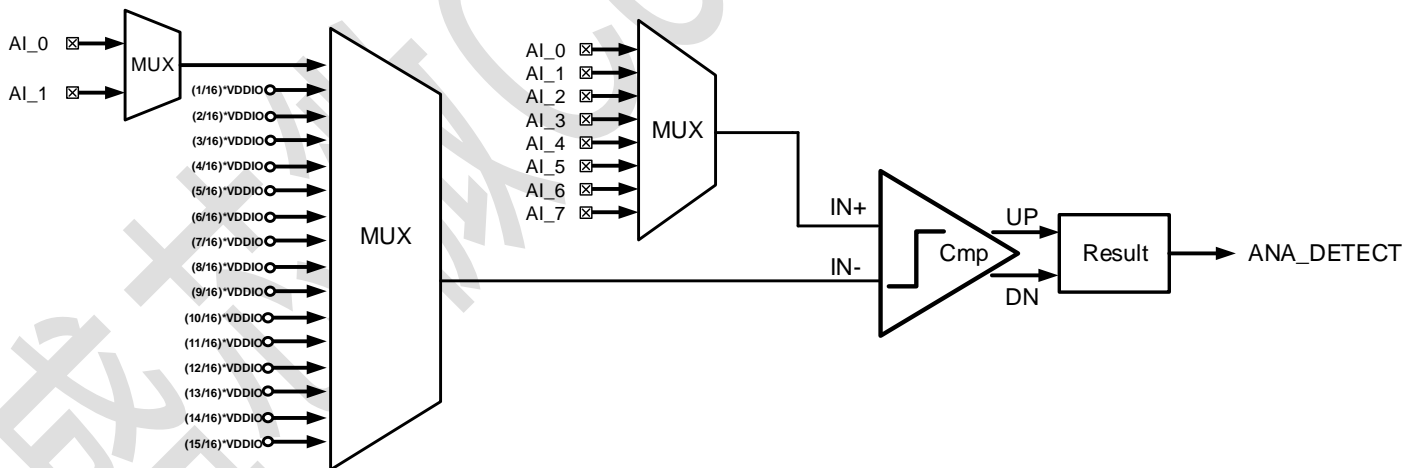 AI_0
AI_1
MUX
(1/16)*VDDIO
(2/16)*VDDIO
(3/16)*VDDIO
(4/16)*VDDIO
(5/16)*VDDIO
(6/16)*VDDIO
(7/16)*VDDIO
(8/16)*VDDIO
(9/16)*VDDIO
(10/16)*VDDIO
(11/16)*VDDIO
(12/16)*VDDIO
(13/16)*VDDIO
(14/16)*VDDIO
(15/16)*VDDIO
MUX
AI_0
AI_1
AI_2
AI_3
AI_4
AI_5
AI_6
AI_7
MUX
IN+
IN-
Cmp
UP
DN
Result
ANA_DETECT